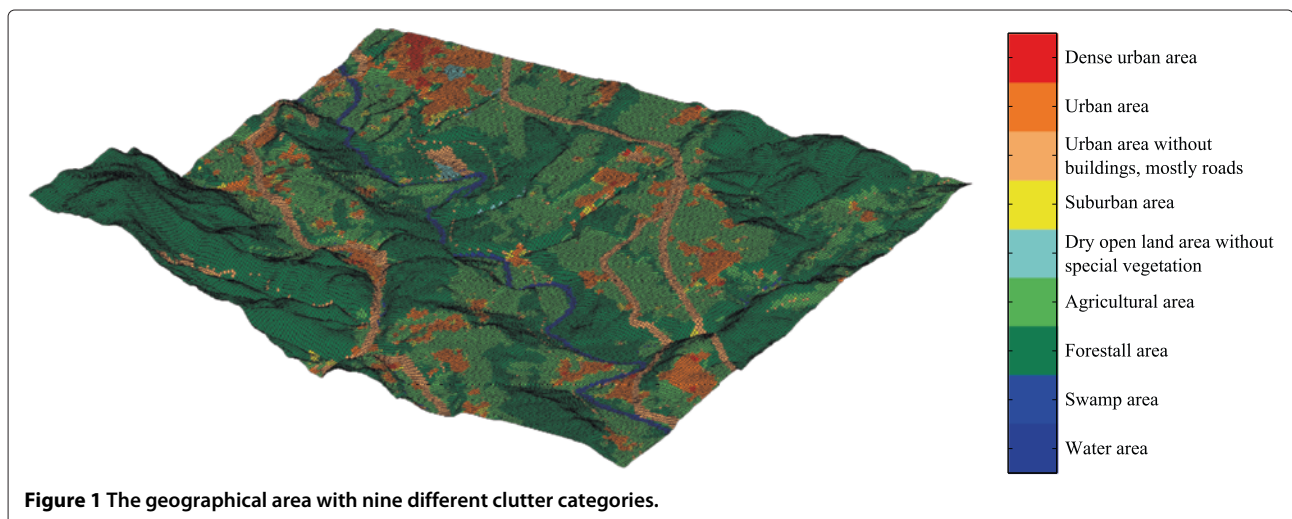 Dense urban area
Urban area
Urban area without
buildings, mostly roads
Suburban area
Dry open land area without
special vegetation
Agricultural area
Forestall area
Swamp area
Water area
Figure 1 The geographical area with nine different clutter categories.